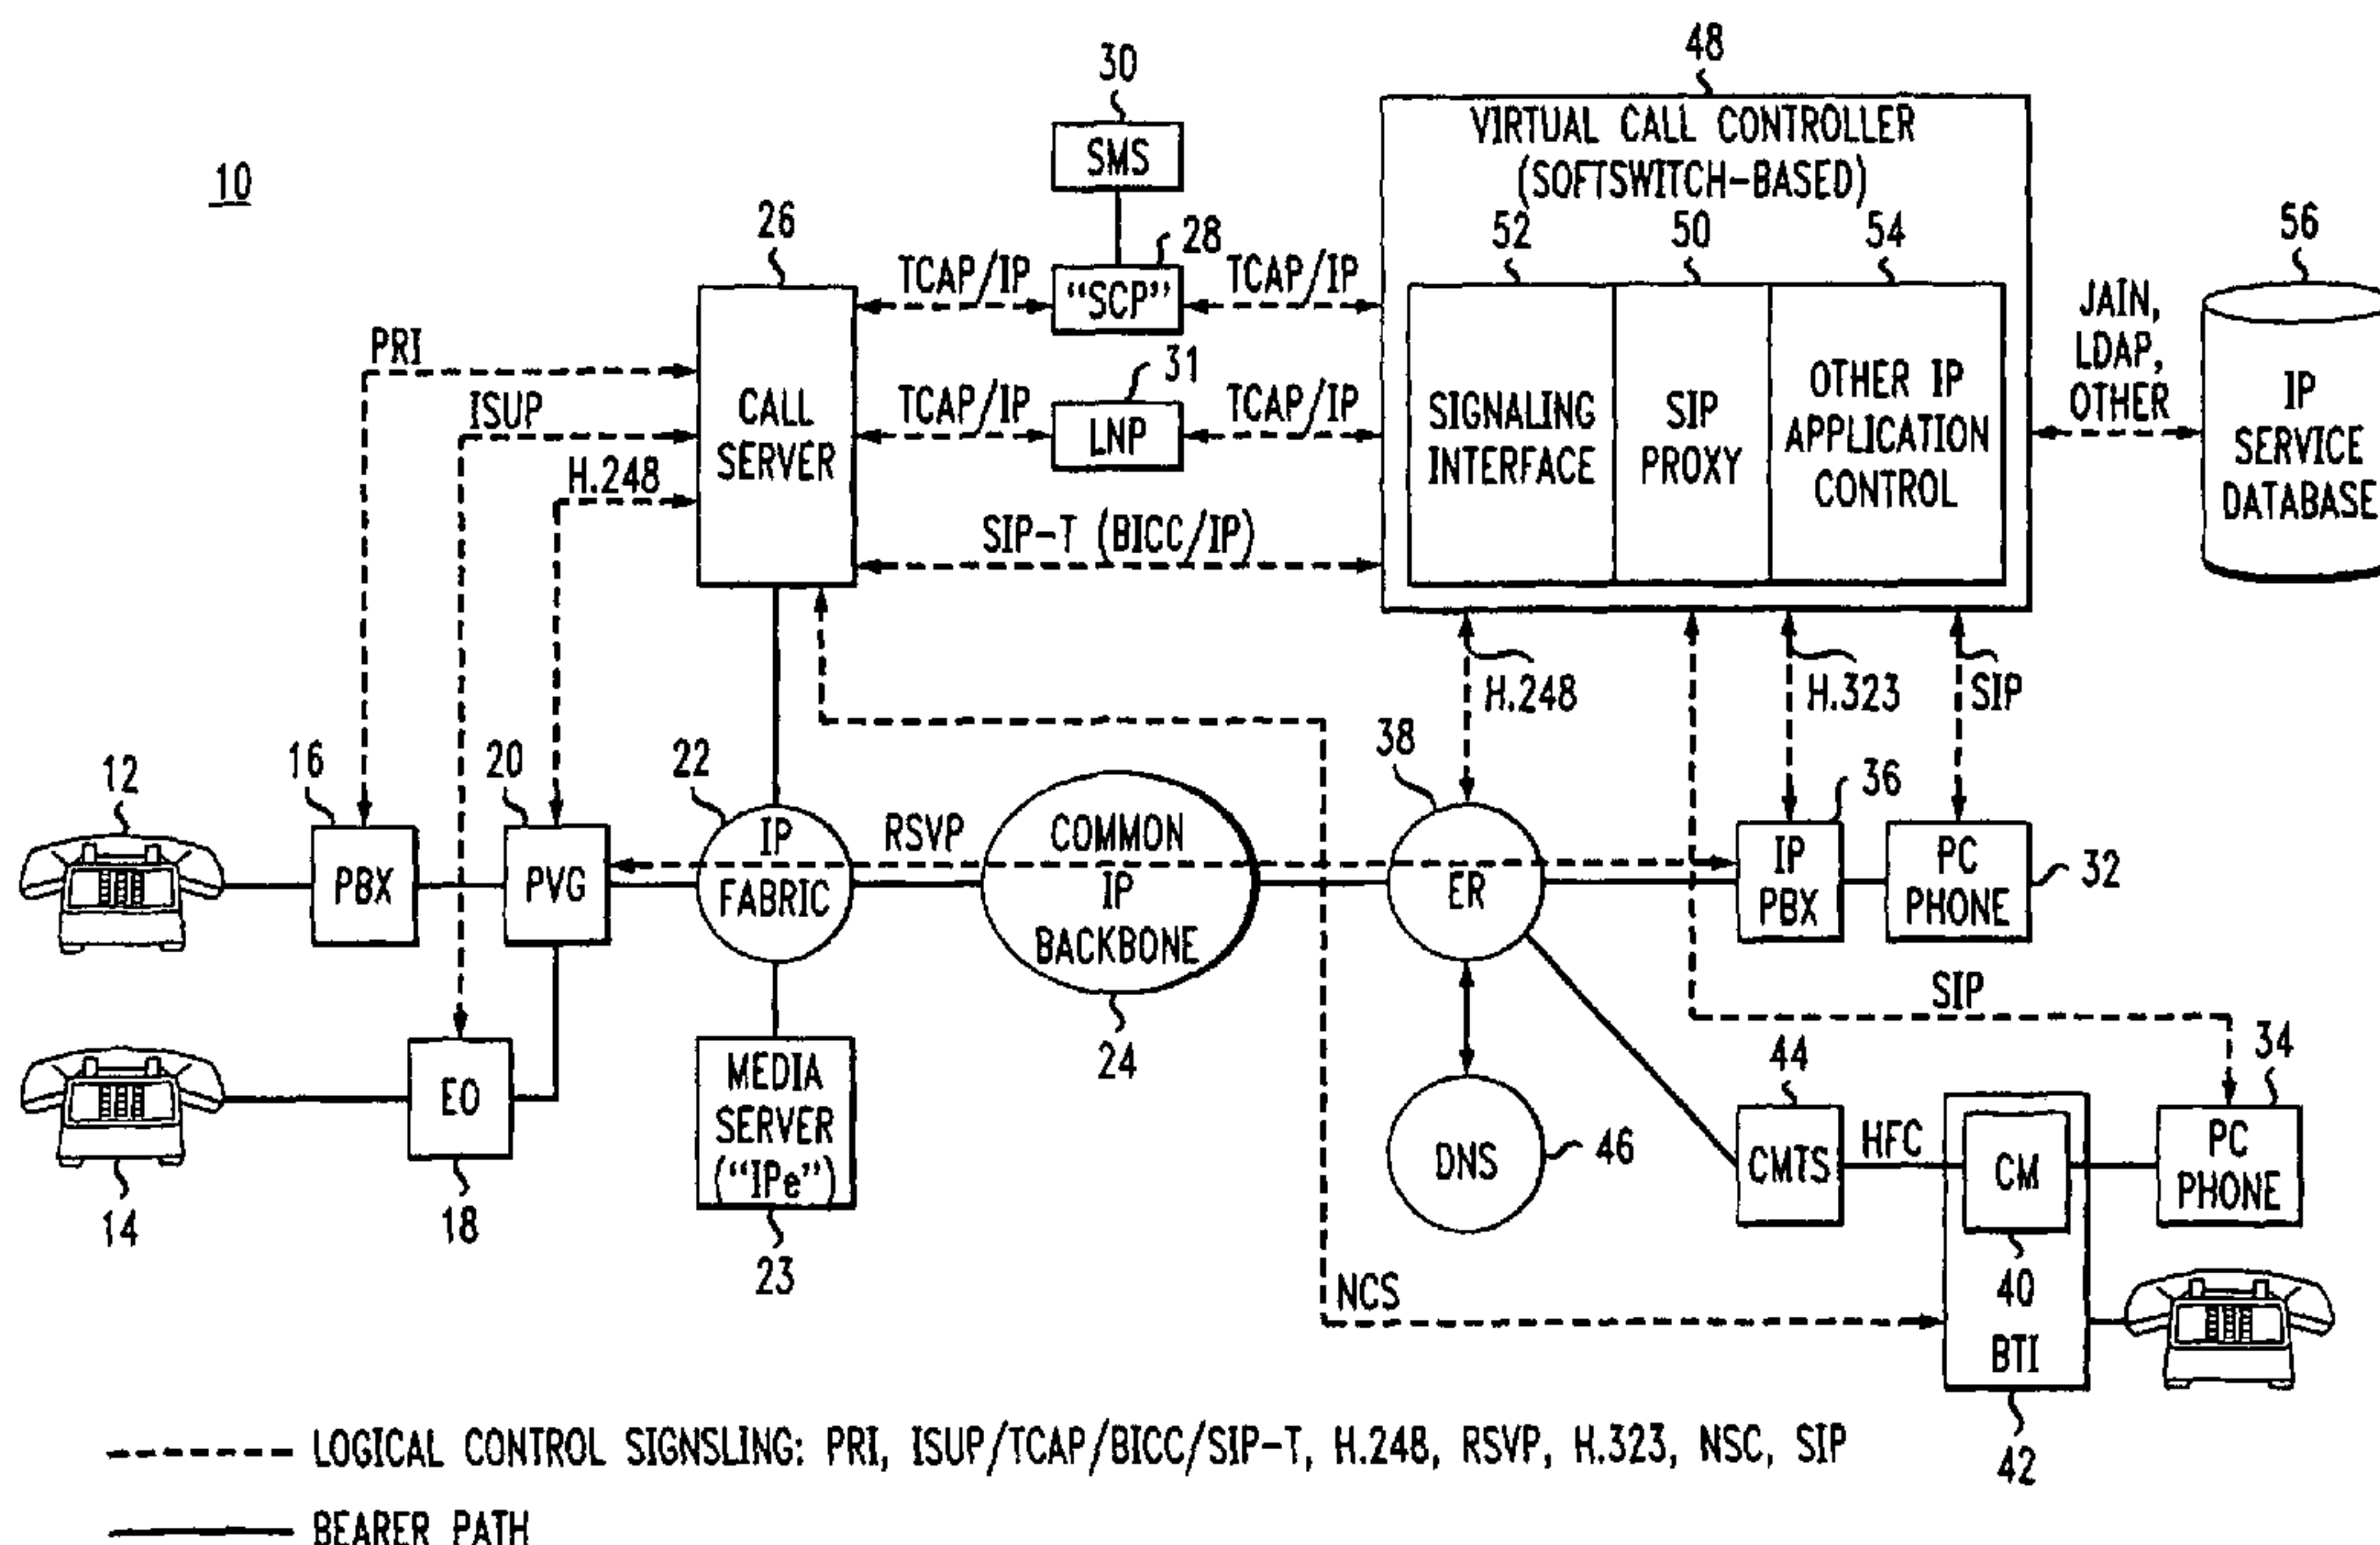 10
30
SMS
48
VIRTUAL CALL CONTROLLER
(SOFTSWITCH-BASED)
52
50
54
SIGNALING
INTERFACE
SIP
PROXY
OTHER IP
APPLICATION
CONTROL
56
JAIN,
LDAP,
OTHER
IP
SERVICE
DATABASE
26
CALL
SERVER
TCAP/IP
28
"SCP"
TCAP/IP
TCAP/IP
31
LNP
TCAP/IP
SIP-T (BICC/IP)
PRI
ISUP
H.248
H.248
H.323
SIP
12
16
PBX
20
PVG
22
IP
FABRIC
RSVP
COMMON
IP
BACKBONE
24
38
ER
36
IP
PBX
PC
PHONE
32
SIP
14
EO
18
MEDIA
SERVER
("IPe")
23
DNS
46
44
CMTS
HFC
CM
40
BTI
42
34
PC
PHONE
NCS
LOGICAL CONTROL SIGNSLING: PRI, ISUP/TCAP/BICC/SIP-T, H.248, RSVP, H.323, NSC, SIP
BEARER PATH